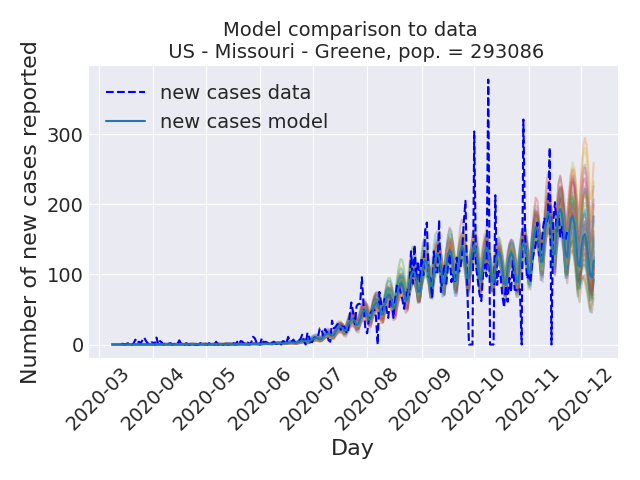 Model comparison to data
US - Missouri - Greene, pop. = 293086
Number of new cases reported
new cases data
new cases model
300
200
100
0
2020-03
2020-04
2020-05
2020-06
2020-07
2020-08
2020-09
2020-10
2020-11
2020-12
Day